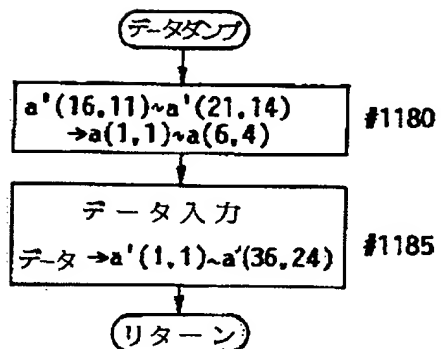 データダンプ
a'(16,11)~a'(21,14)
→a(1,1)~a(6,4)
#1180
データ入力
データ→a'(1,1)~a'(36,24)
#1185
リターン